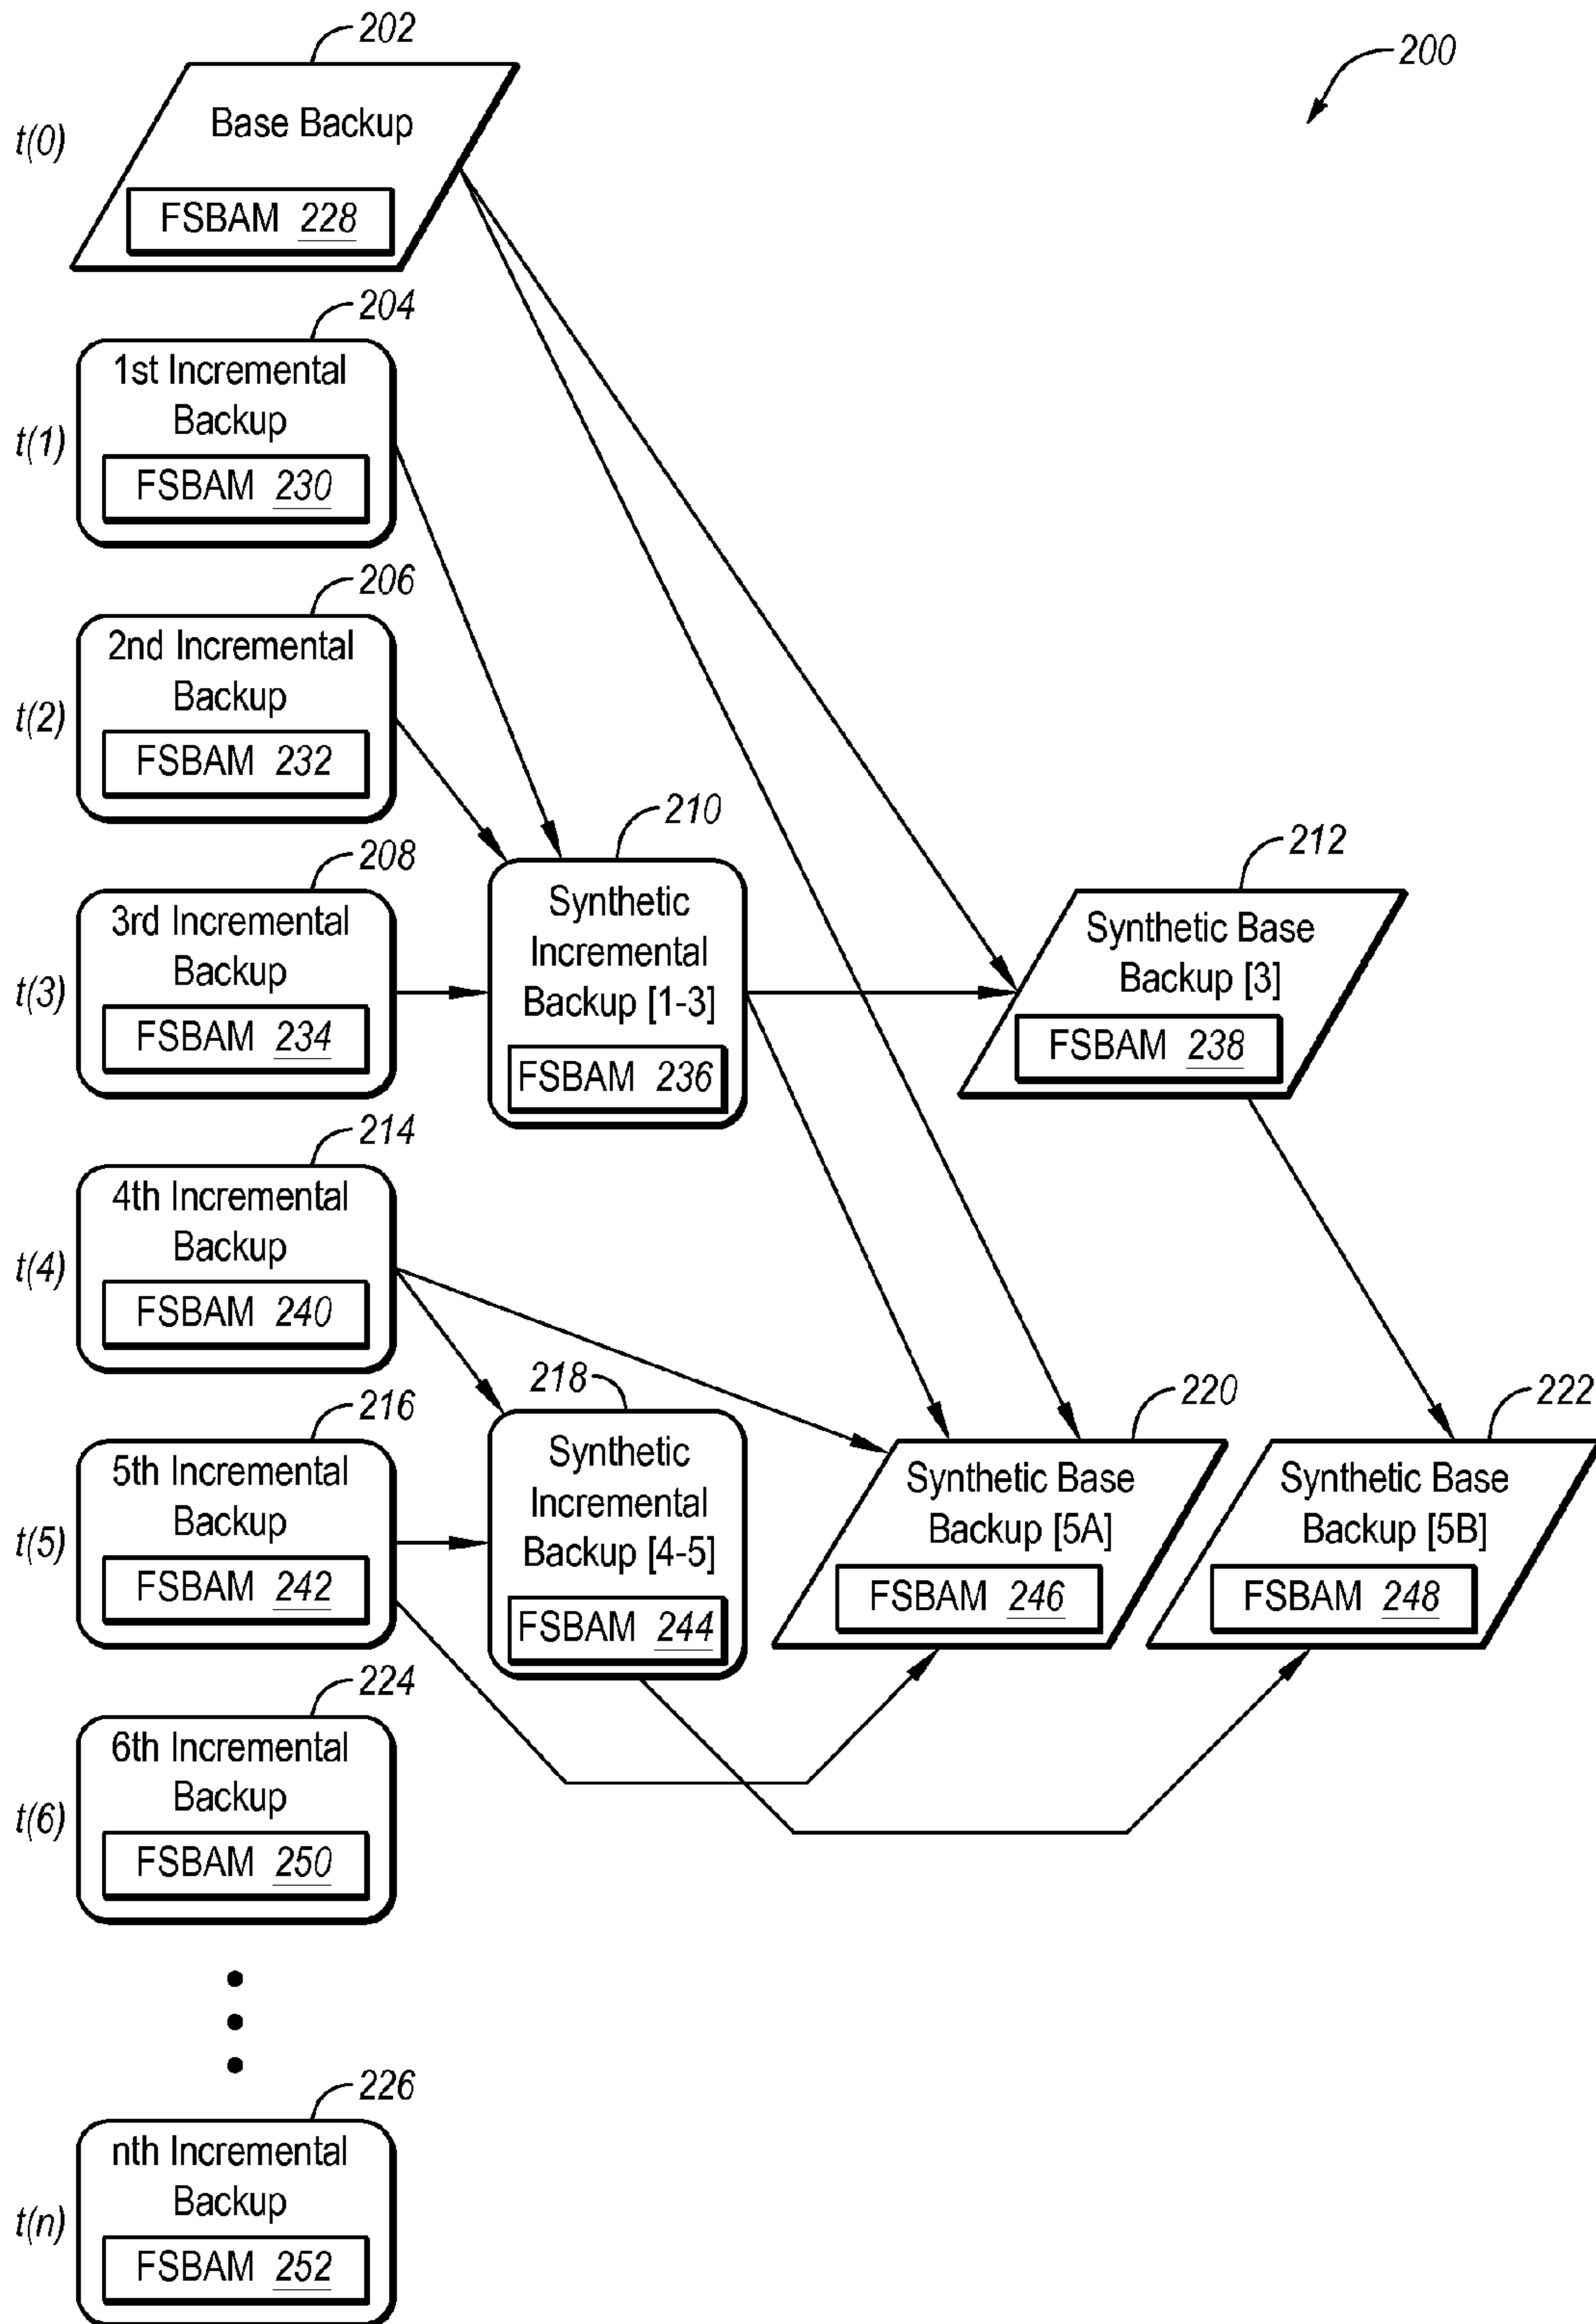 202
200
t(0)
Base Backup
FSBAM 228
204
t(1)
1st Incremental
Backup
FSBAM 230
206
t(2)
2nd Incremental
Backup
FSBAM 232
208
t(3)
3rd Incremental
Backup
FSBAM 234
210
Synthetic
Incremental
Backup [1-3]
FSBAM 236
212
Synthetic Base
Backup [3]
FSBAM 238
214
t(4)
4th Incremental
Backup
FSBAM 240
216
t(5)
5th Incremental
Backup
FSBAM 242
218
Synthetic
Incremental
Backup [4-5]
FSBAM 244
220
Synthetic Base
Backup [5A]
FSBAM 246
222
Synthetic Base
Backup [5B]
FSBAM 248
224
t(6)
6th Incremental
Backup
FSBAM 250
226
t(n)
nth Incremental
Backup
FSBAM 252